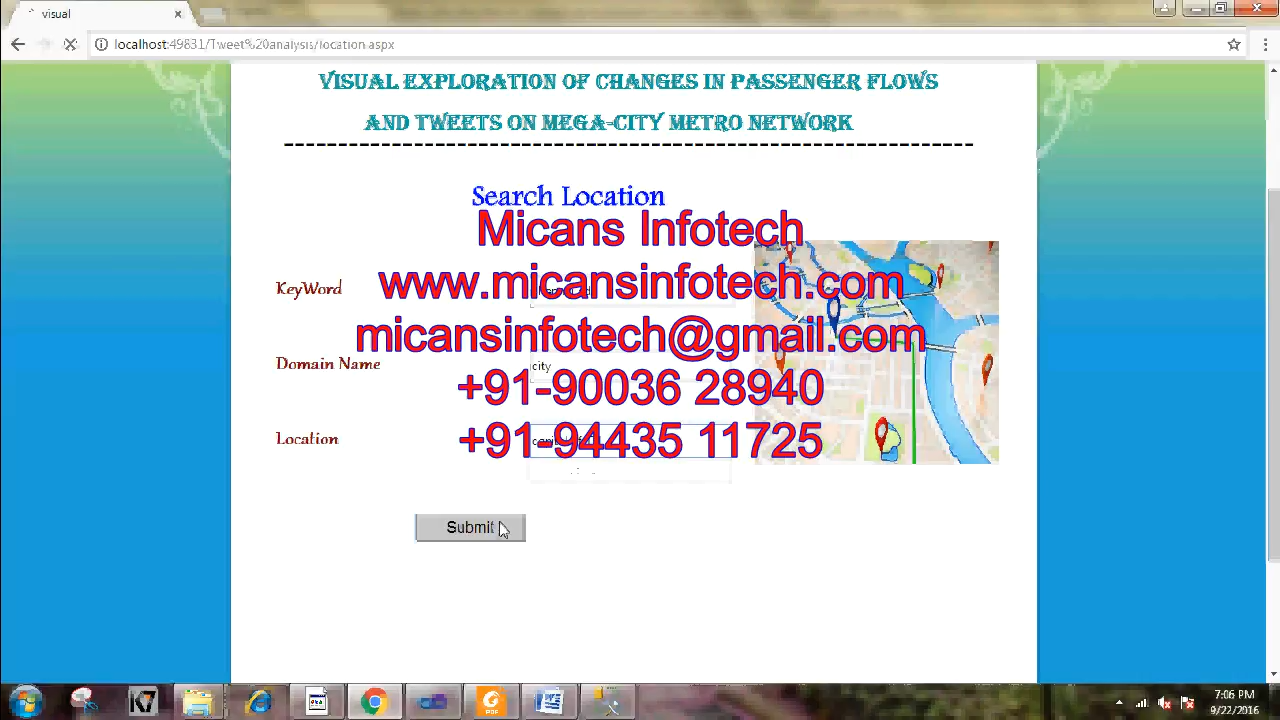 visual
localhost:49831/Tweet%20analysis/location.aspx
VISUAL EXPLORATION OF CHANGES IN PASSENGER FLOWS
AND TWEETS ON MEGA-CITY METRO NETWORK
Search Location
Micans Infotech
www.micansinfotech.com
KeyWord
micansinfotech@gmail.com
Domain Name
city
+91-90036 28940
Location
+91-94435 11725
Submit
PDF
7:06 PM
9/22/2016